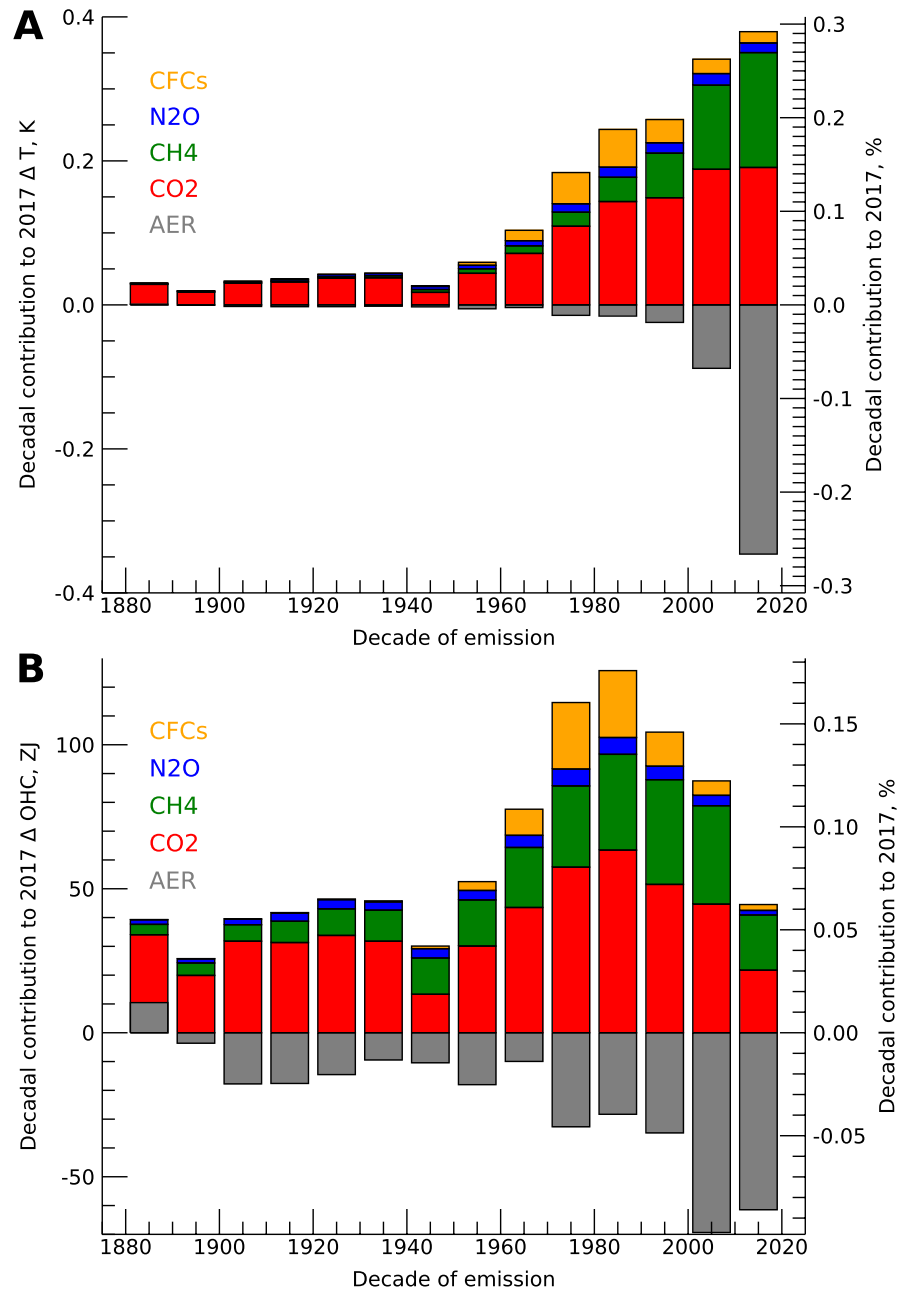 A
Decadal contribution to 2017 Δ T, K
0.4
0.2
0.0
-0.2
-0.4
CFCs
N2O
CH4
CO2
AER
0.3
0.2
0.1
0.0
-0.1
-0.2
-0.3
Decadal contribution to 2017, %
1880 1900 1920 1940 1960 1980 2000 2020
Decade of emission
B
Decadal contribution to 2017 Δ OHC, ZJ
100
50
0
-50
CFCs
N2O
CH4
CO2
AER
0.15
0.10
0.05
0.00
-0.05
Decadal contribution to 2017, %
1880 1900 1920 1940 1960 1980 2000 2020
Decade of emission